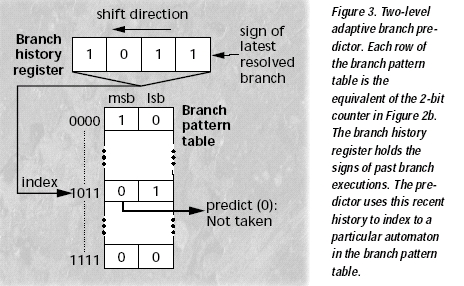 shift direction
Branch
history
register
1 0 1 1
sign of
latest
resolved
branch
msb lsb
Branch
pattern
table
0000 1 0
index
1011 0 1
predict (0):
Not taken
1111 0 0
Figure 3. Two-level
adaptive branch pre-
dictor. Each row of
the branch pattern
table is the
equivalent of the 2-bit
counter in Figure 2b.
The branch history
register holds the
signs of past branch
executions. The pre-
dictor uses this recent
history to index to a
particular automaton
in the branch pattern
table.